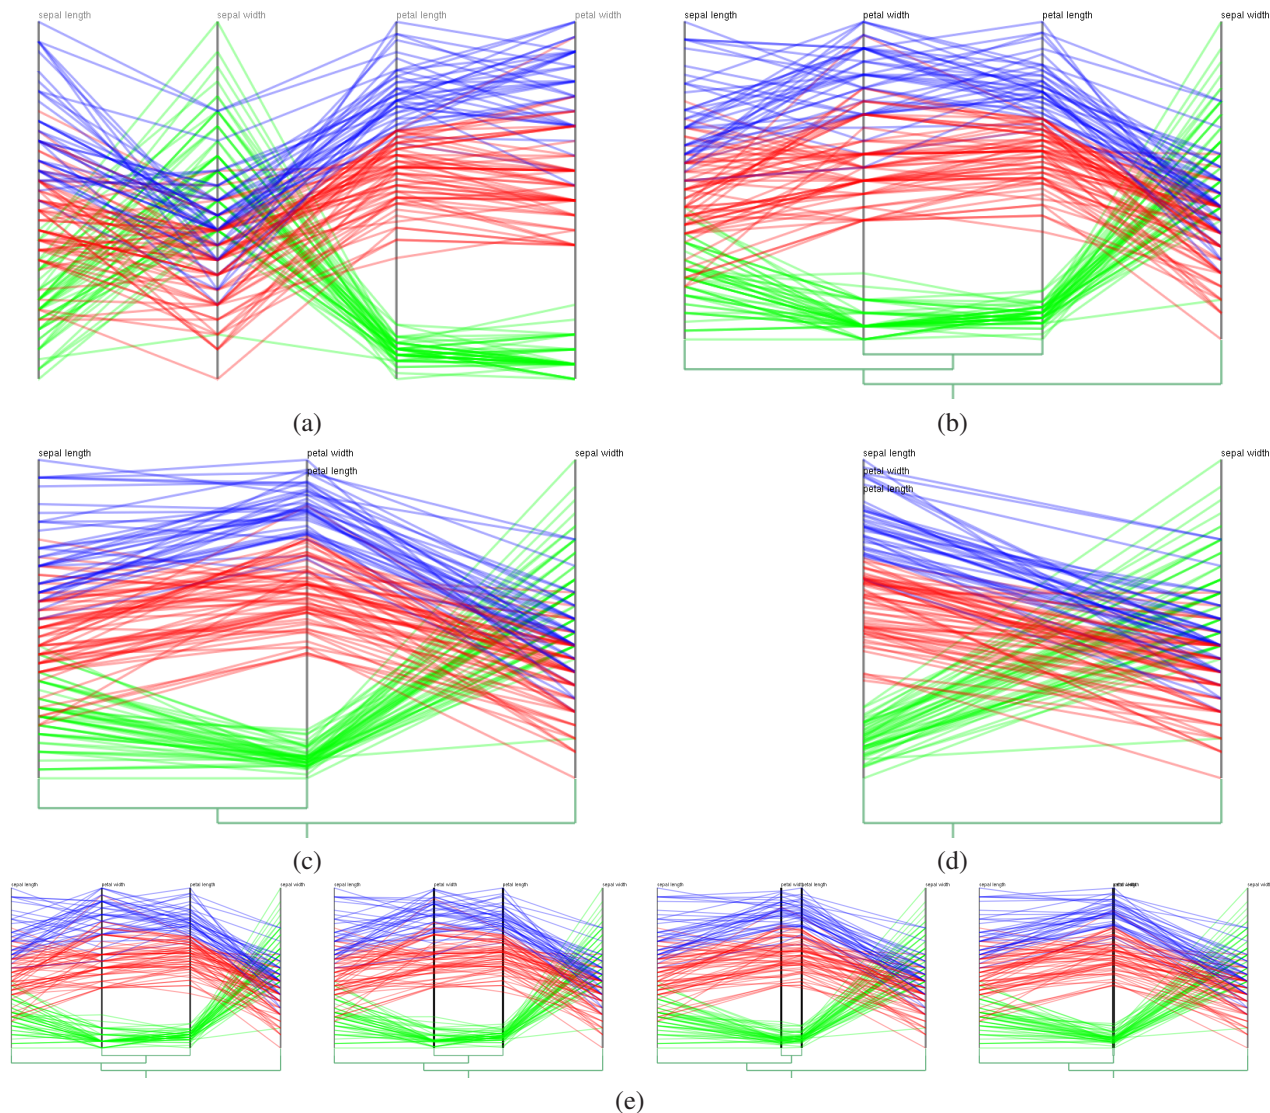 sepal length sepal width petal length petal width
sepal length petal width petal length sepal width
(a) (b)
sepal length petal width sepal width
petal length
sepal length sepal width
petal width
petal length
(c) (d)
sepal length petal width petal length sepal width
sepal length petal width petal length sepal width
sepal length petal length sepal width
sepal length sepal width
(e)